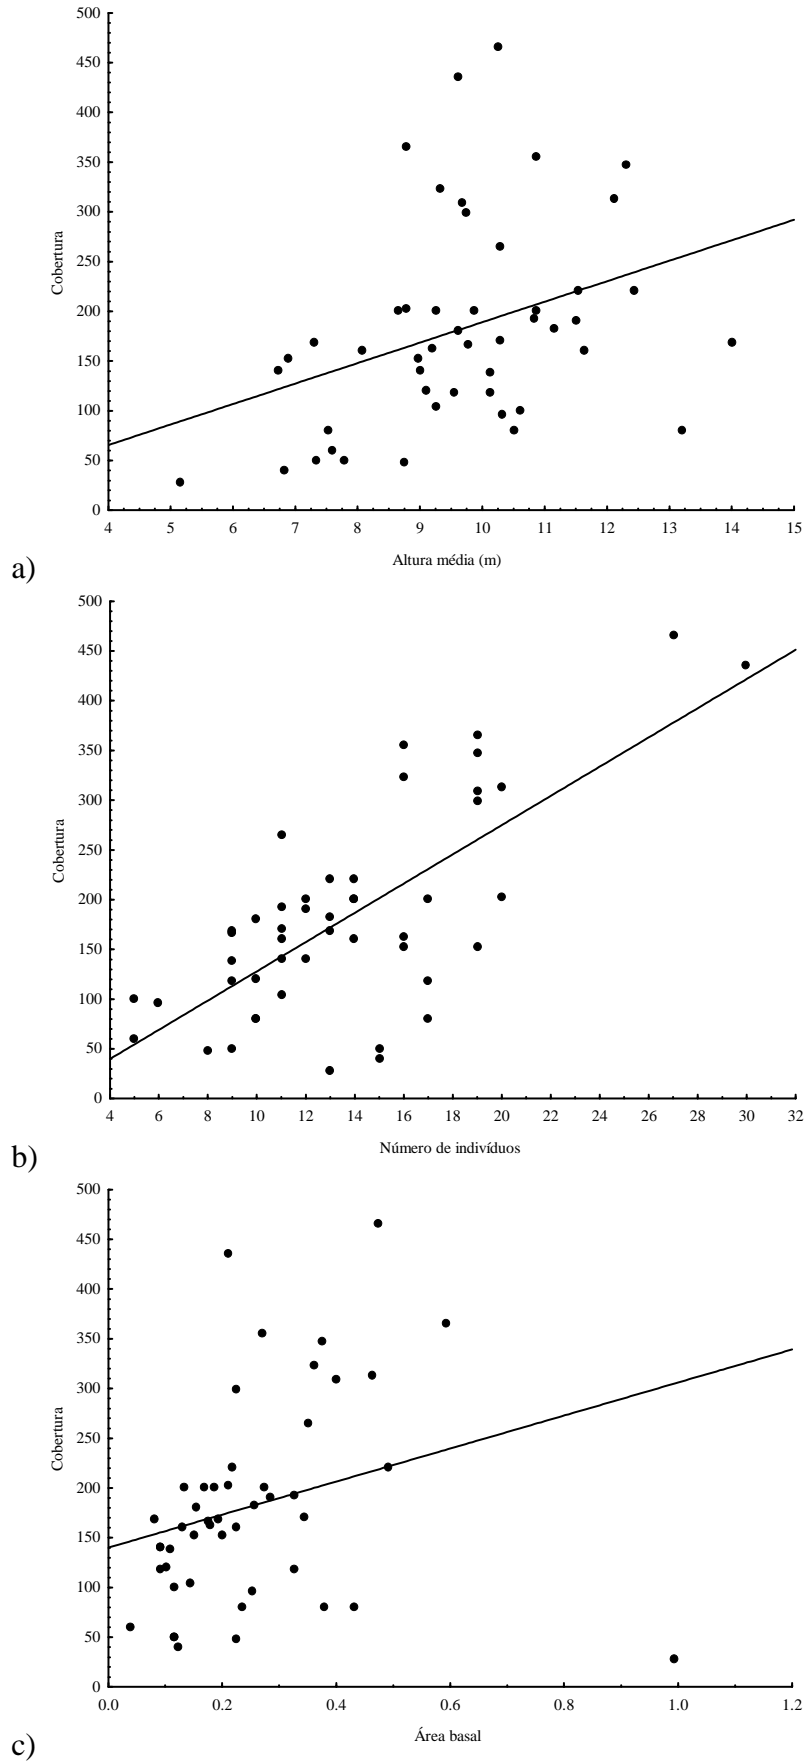 500
450
400
350
300
250
200
150
100
50
0
Cobertura
4 5 6 7 8 9 10 11 12 13 14 15
Altura média (m)
a)
500
450
400
350
300
250
200
150
100
50
0
Cobertura
4 6 8 10 12 14 16 18 20 22 24 26 28 30 32
Número de indivíduos
b)
500
450
400
350
300
250
200
150
100
50
0
Cobertura
0.0 0.2 0.4 0.6 0.8 1.0 1.2
Área basal
c)